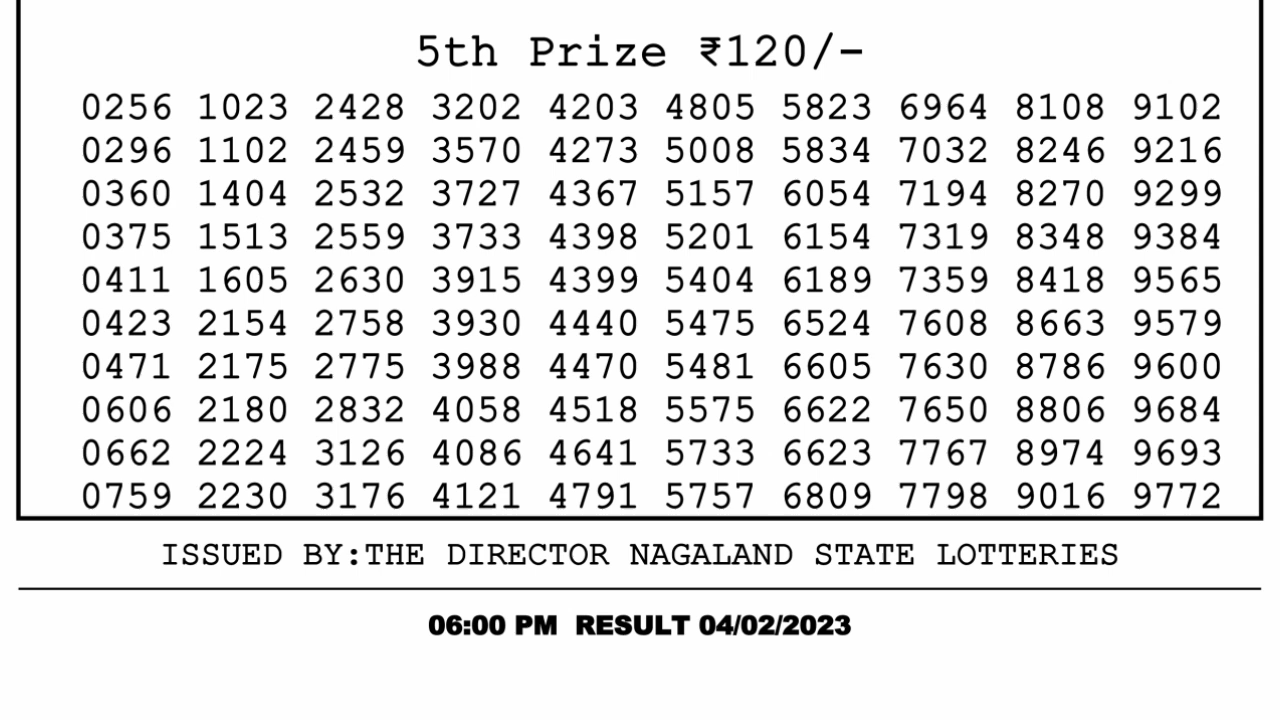 5th Prize ₹120/-
0256 1023 2428 3202 4203 4805 5823 6964 8108 9102
0296 1102 2459 3570 4273 5008 5834 7032 8246 9216
0360 1404 2532 3727 4367 5157 6054 7194 8270 9299
0375 1513 2559 3733 4398 5201 6154 7319 8348 9384
0411 1605 2630 3915 4399 5404 6189 7359 8418 9565
0423 2154 2758 3930 4440 5475 6524 7608 8663 9579
0471 2175 2775 3988 4470 5481 6605 7630 8786 9600
0606 2180 2832 4058 4518 5575 6622 7650 8806 9684
0662 2224 3126 4086 4641 5733 6623 7767 8974 9693
0759 2230 3176 4121 4791 5757 6809 7798 9016 9772
ISSUED BY:THE DIRECTOR NAGALAND STATE LOTTERIES
06:00 PM RESULT 04/02/2023